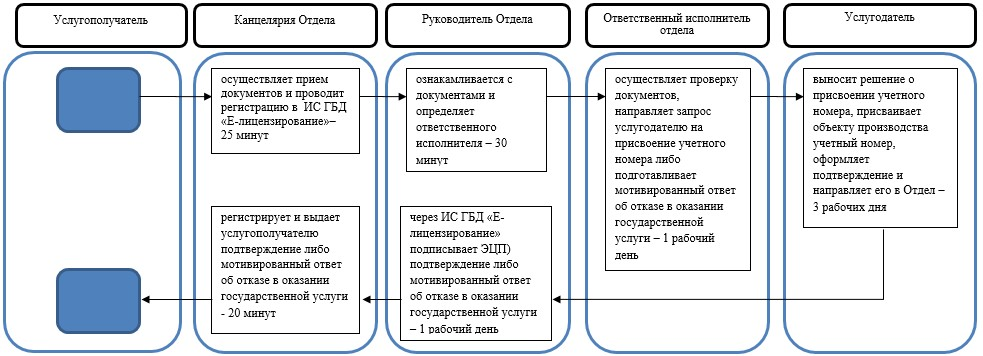 Услугополучатель
Канцелярия Отдела
Руководитель Отдела
Ответственный исполнитель
отдела
Услугодатель
осуществляет прием
документов и проводит
регистрацию в ИС ГБД
«Е-лицензирование»–
25 минут
ознакамливается с
документами и
определяет
ответственного
исполнителя – 30
минут
осуществляет проверку
документов,
направляет запрос
услугодателю на
присвоение учетного
номера либо
подготавливает
мотивированный ответ
об отказе в оказании
государственной
услуги – 1 рабочий
день
выносит решение о
присвоении учетного
номера, присваивает
объекту производства
учетный номер,
оформляет
подтверждение и
направляет его в Отдел –
3 рабочих дня
регистрирует и выдает
услугополучателю
подтверждение либо
мотивированный ответ
об отказе в оказании
государственной услуги
- 20 минут
через ИС ГБД «Е-
лицензирование»
подписывает ЭЦП)
подтверждение либо
мотивированный ответ
об отказе в оказании
государственной услуги
– 1 рабочий день